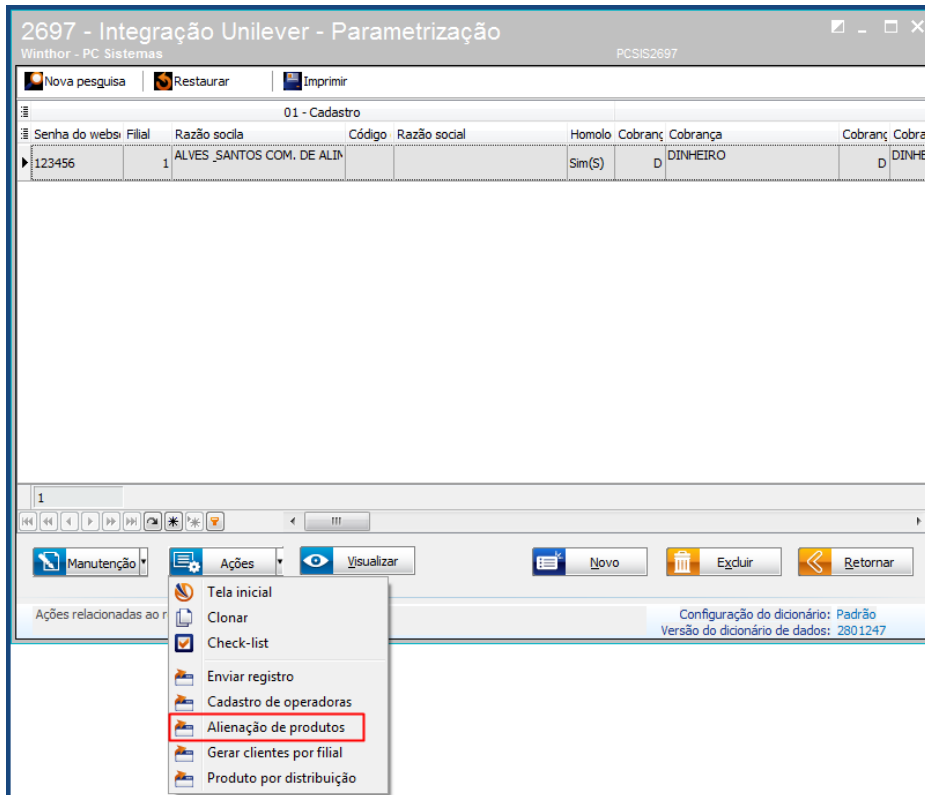 2697 - Integração Unilever - Parametrização
Winthor - PC Sistemas PCSIS2697
Nova pesquisa Restaurar Imprimir
01 - Cadastro
Senha do webs Filial Razão socila Código Razão social Homolo Cobranç Cobrança Cobranç Cobra
123456 1 ALVES_SANTOS COM. DE ALIN Sim(S) D DINHEIRO D DINHE
1
Manutenção Ações Visualizar Novo Excluir Retornar
Tela inicial
Ações relacionadas ao r Configuração do dicionário: Padrão
Clonar
Versão do dicionário de dados: 2801247
Check-list
Enviar registro
Cadastro de operadoras
Alienação de produtos
Gerar clientes por filial
Produto por distribuição